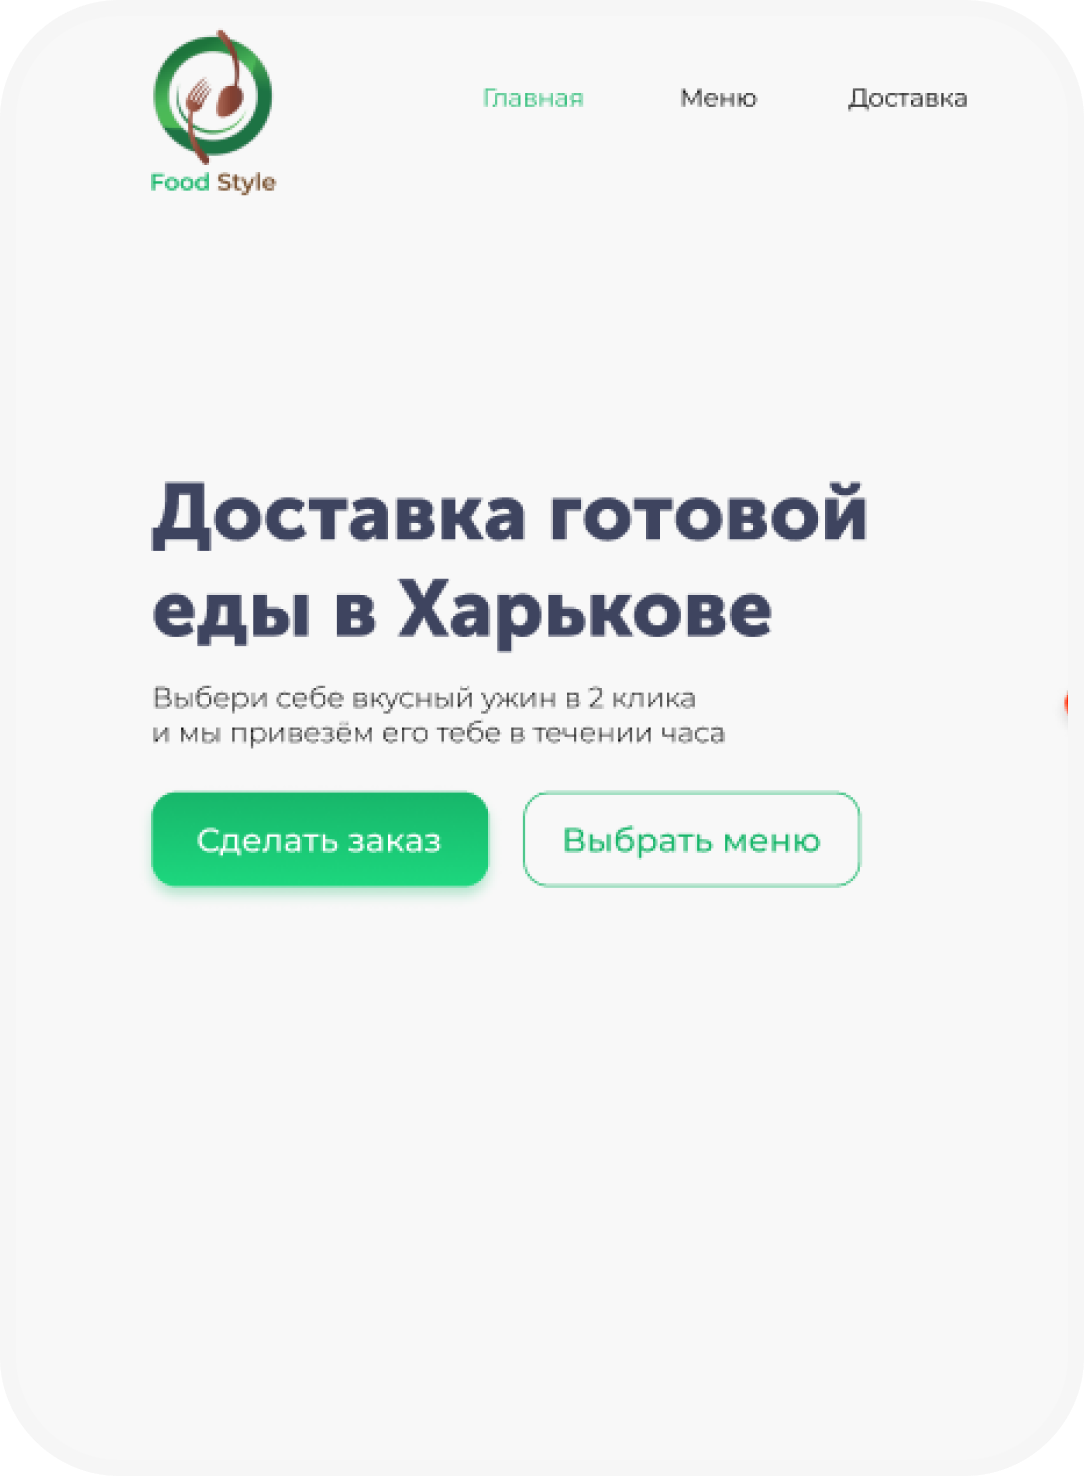 Главная Меню Доставка
Food Style
Доставка готовой
еды в Харькове
Выбери себе вкусный ужин в 2 клика
и мы привезём его тебе в течении часа
Сделать заказ Выбрать меню